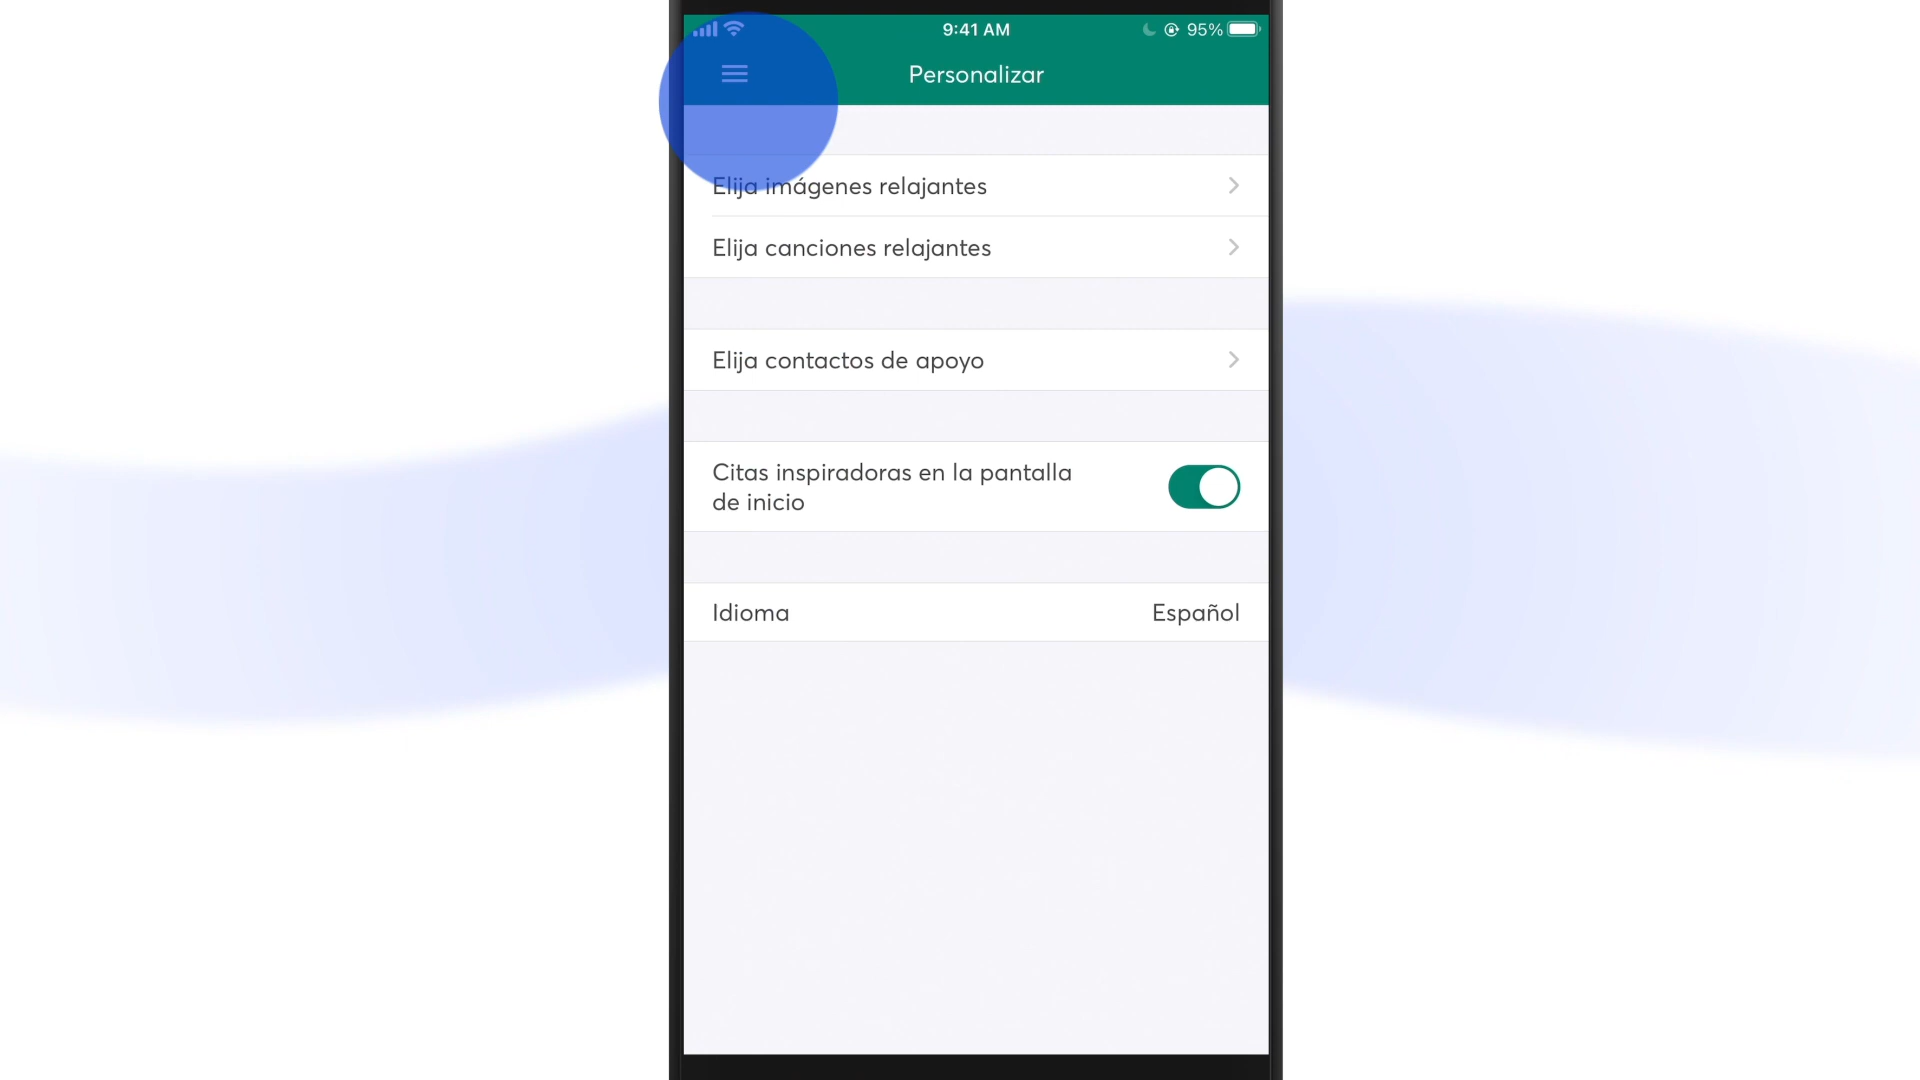 9:41 AM
95%
Personalizar
Elija imágenes relajantes
Elija canciones relajantes
Elija contactos de apoyo
Citas inspiradoras en la pantalla
de inicio
Idioma
Español